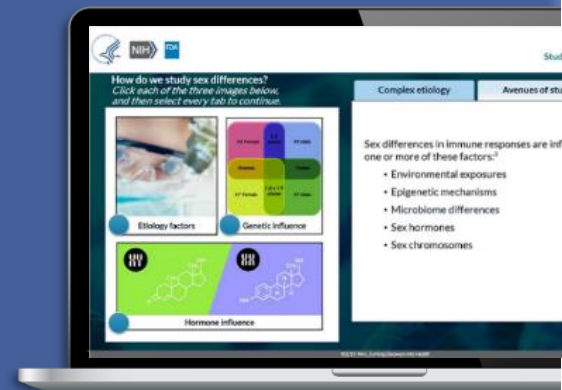 NIH
FDA
Stud
How do we study sex differences?
Click each of the three images below,
and then select every tab to continue.
Complex etiology
Avenues of stu
Etiology factors
Genetic influence
Hormone influence
Sex differences in immune responses are inf
one or more of these factors:
• Environmental exposures
• Epigenetic mechanisms
• Microbiome differences
• Sex hormones
• Sex chromosomes